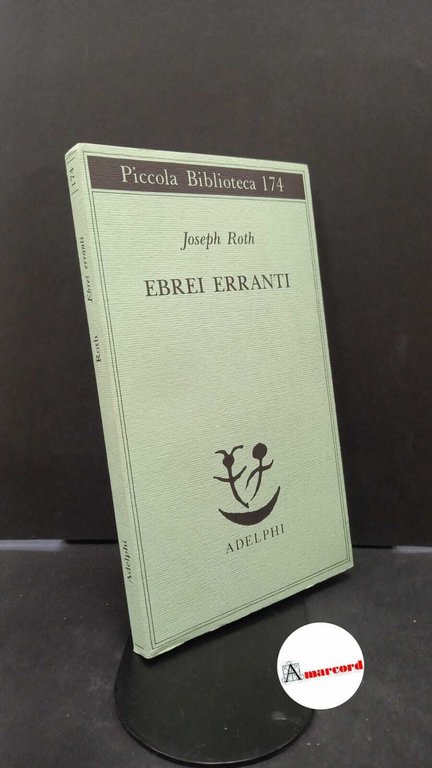 Piccola Biblioteca 174
Joseph Roth
EBREI ERRANTI
ADELPHI
174
Ebrei erranti
Roth
Adelphi
Amarcord